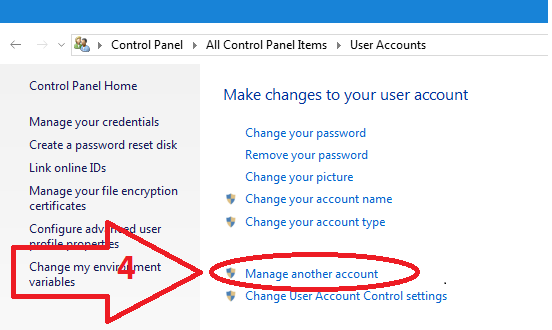 Control Panel › All Control Panel Items › User Accounts
Control Panel Home
Manage your credentials
Create a password reset disk
Link online IDs
Manage your file encryption
certificates
Configure advanced user
profile properties
Change my environment
variables
4
Make changes to your user account
Change your password
Remove your password
Change your picture
Change your account name
Change your account type
Manage another account
Change User Account Control settings